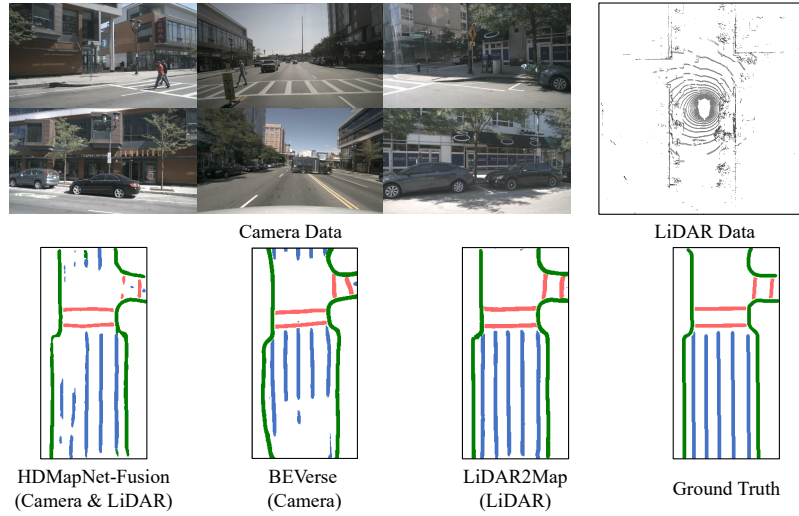 Camera Data
LiDAR Data
HDMapNet-Fusion
(Camera & LiDAR)
BEVerse
(Camera)
LiDAR2Map
(LiDAR)
Ground Truth